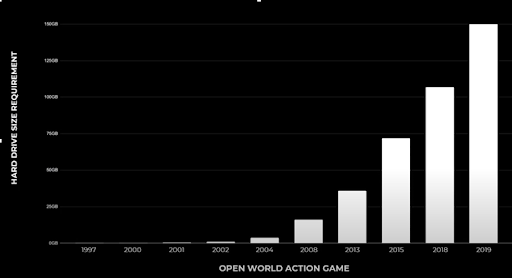 HARD DRIVE SIZE REQUIREMENT
150GB
100GB
75GB
50GB
25GB
0GB
1997 2000 2001 2002 2004 2008 2013 2015 2018 2019
OPEN WORLD ACTION GAME